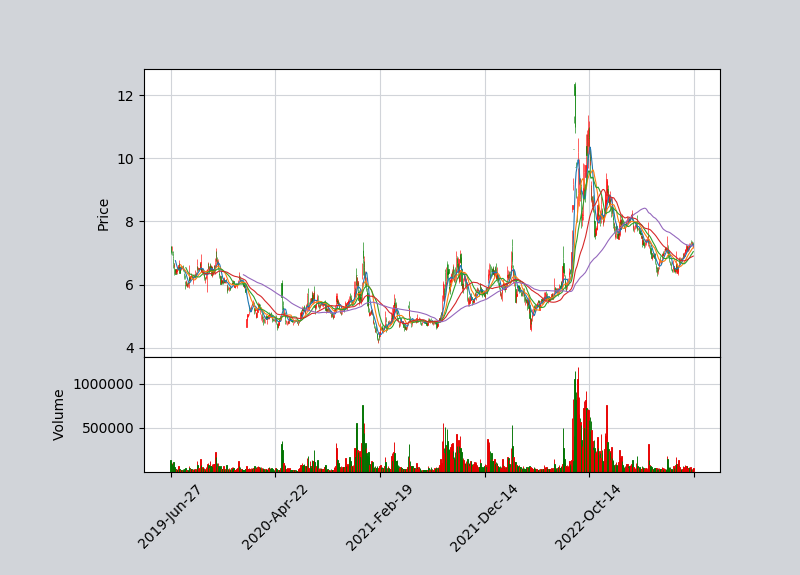 12
10
8
6
4
Price
1000000
500000
Volume
2019-Jun-27
2020-Apr-22
2021-Feb-19
2021-Dec-14
2022-Oct-14